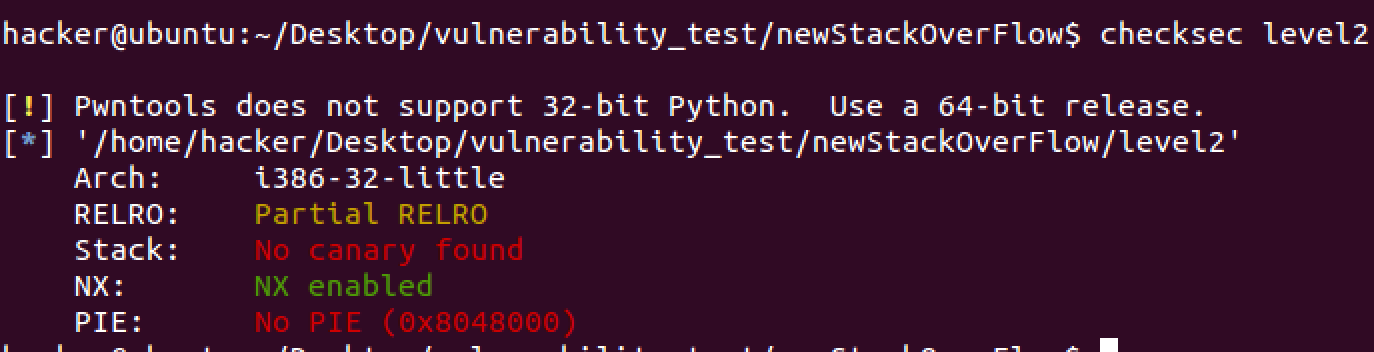 hacker@ubuntu:~/Desktop/vulnerability_test/newStackOverFlow$ checksec level2
[!] Pwntools does not support 32-bit Python.  Use a 64-bit release.
[*] '/home/hacker/Desktop/vulnerability_test/newStackOverFlow/level2'
    Arch:     i386-32-little
    RELRO:    Partial RELRO
    Stack:    No canary found
    NX:       NX enabled
    PIE:      No PIE (0x8048000)